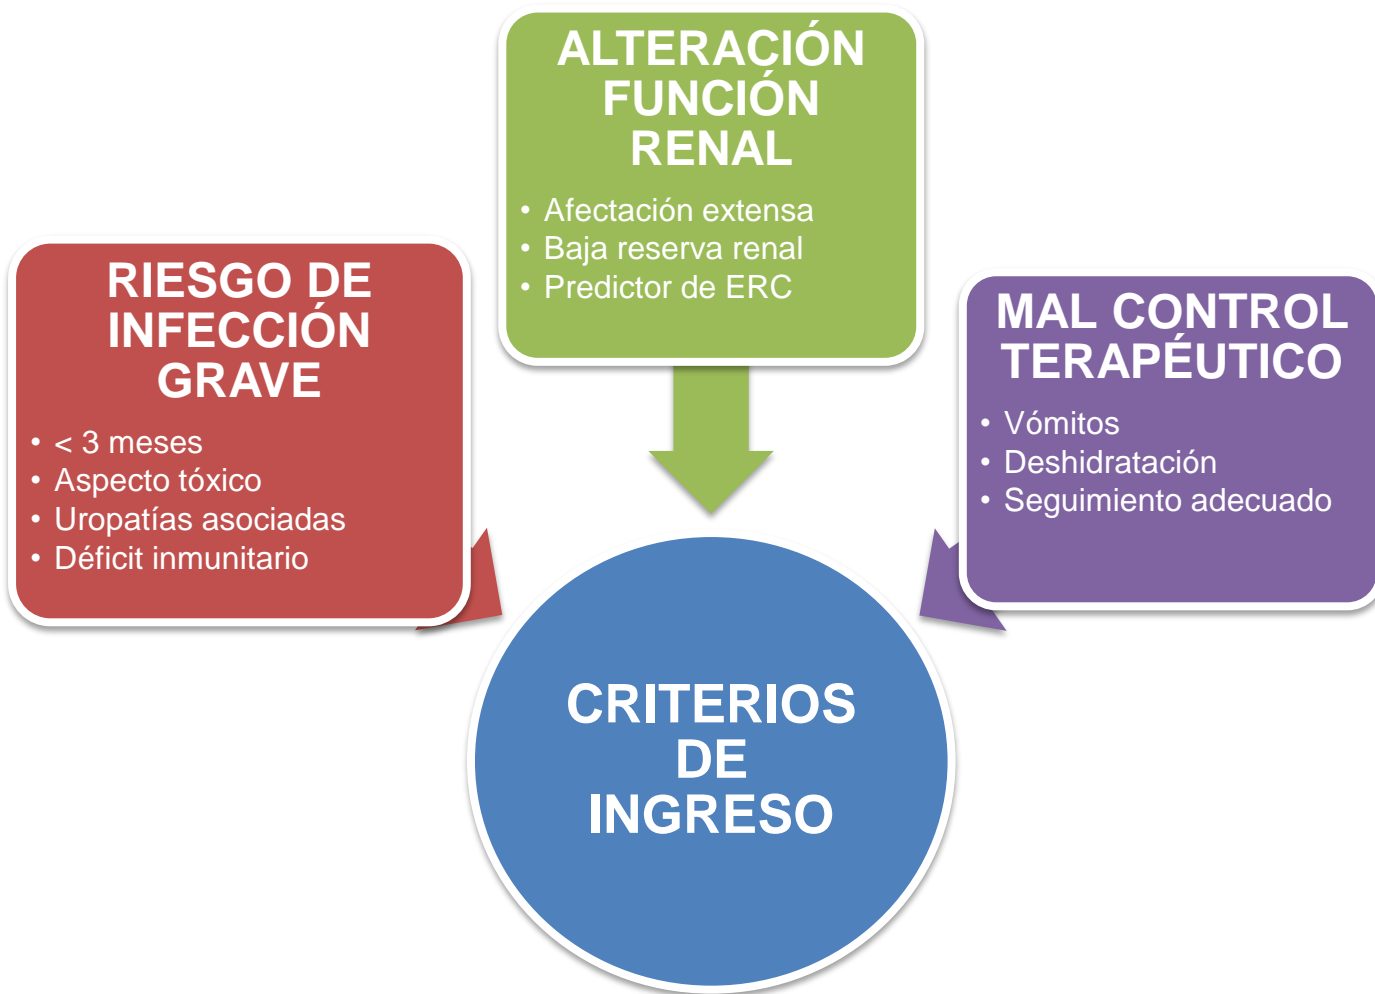 ALTERACIÓN
FUNCIÓN
RENAL
• Afectación extensa
• Baja reserva renal
• Predictor de ERC
RIESGO DE
INFECCIÓN
GRAVE
• < 3 meses
• Aspecto tóxico
• Uropatías asociadas
• Déficit inmunitario
MAL CONTROL
TERAPÉUTICO
• Vómitos
• Deshidratación
• Seguimiento adecuado
CRITERIOS
DE
INGRESO